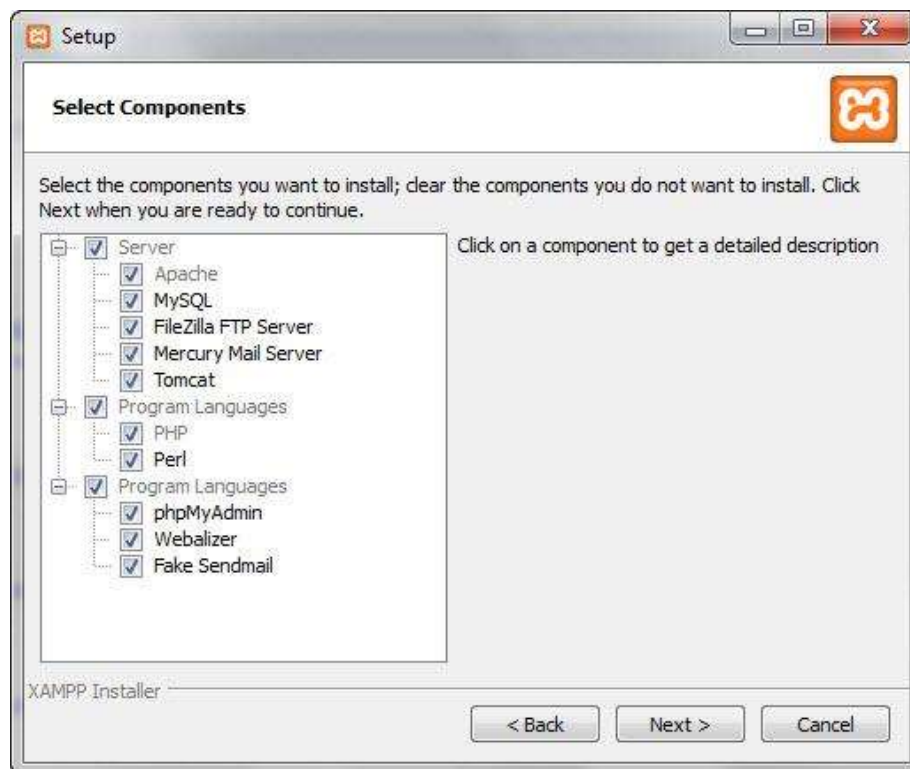 Setup
Select Components
Select the components you want to install; clear the components you do not want to install. Click
Next when you are ready to continue.
Server
Apache
MySQL
FileZilla FTP Server
Mercury Mail Server
Tomcat
Program Languages
PHP
Perl
Program Languages
phpMyAdmin
Webalizer
Fake Sendmail
Click on a component to get a detailed description
XAMPP Installer
< Back
Next >
Cancel